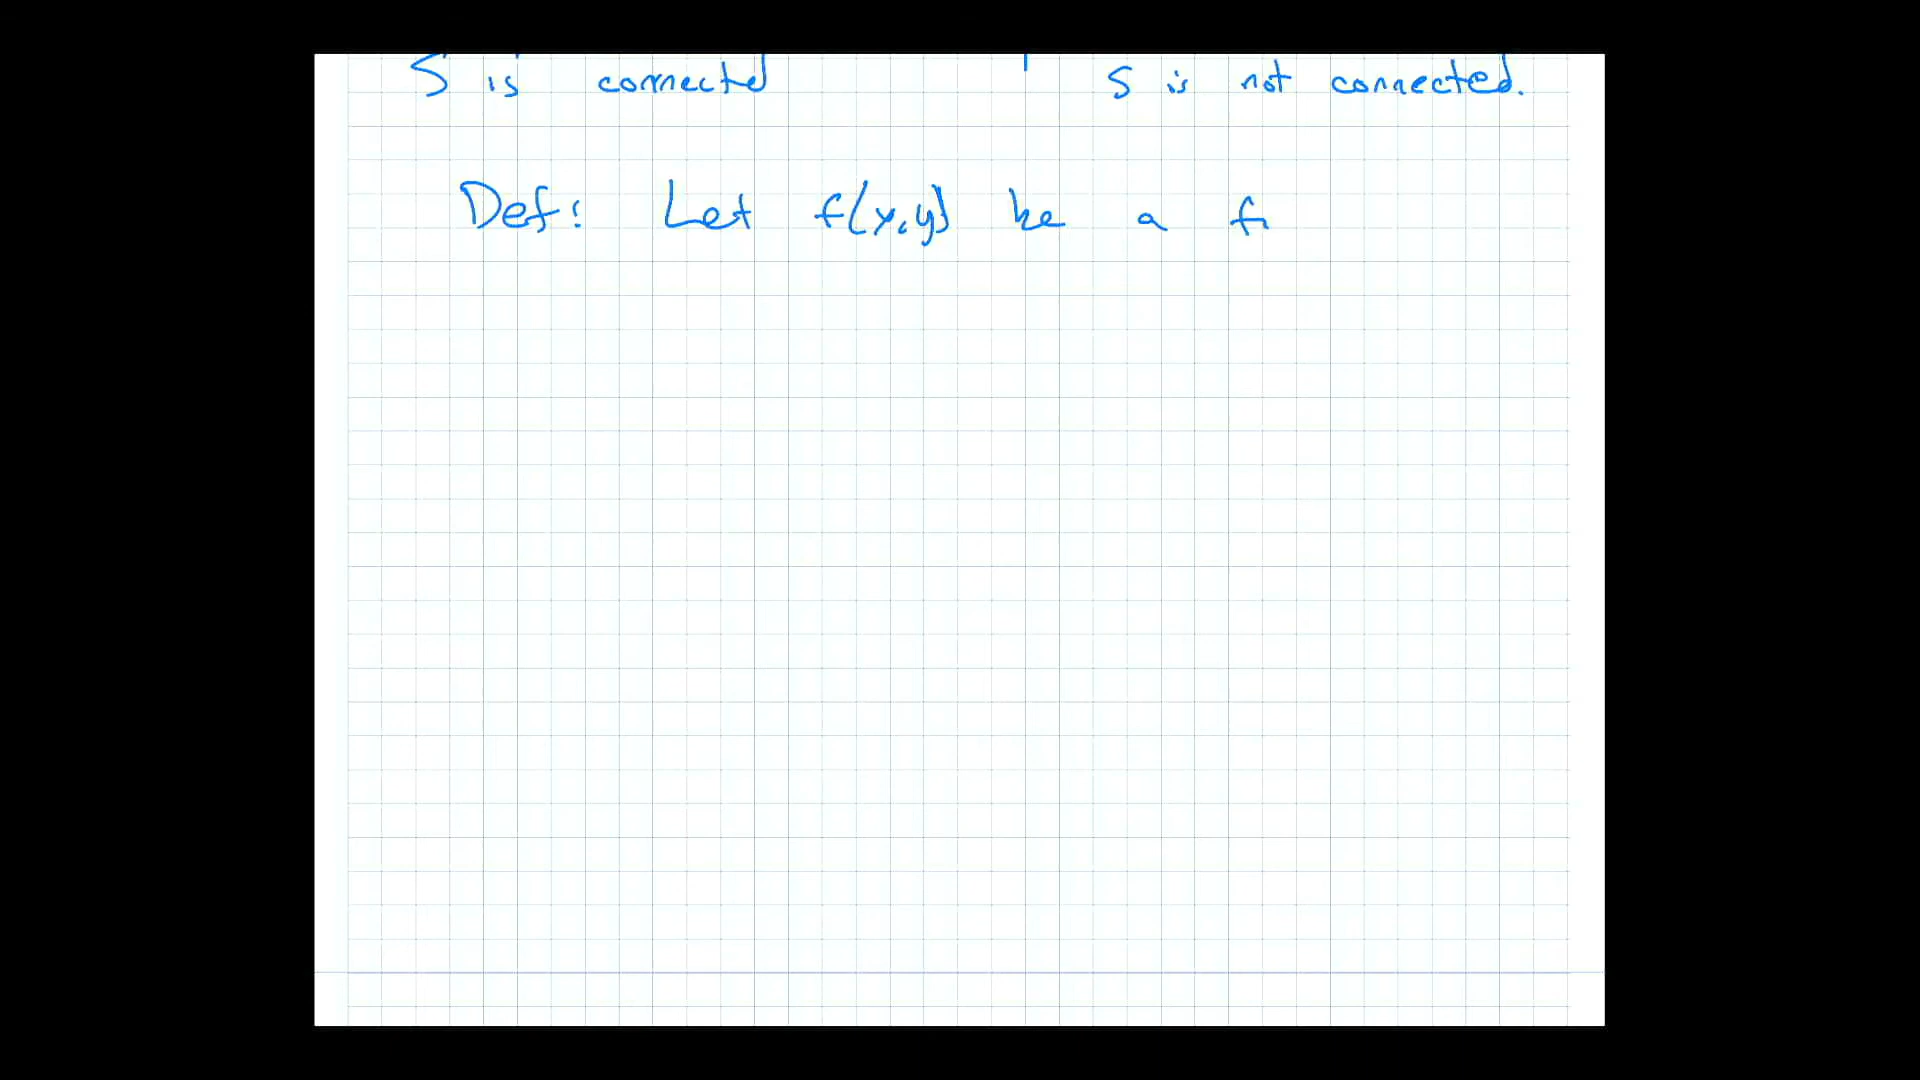 S is connected S is not connected.
Def: Let f(x,y) be a f